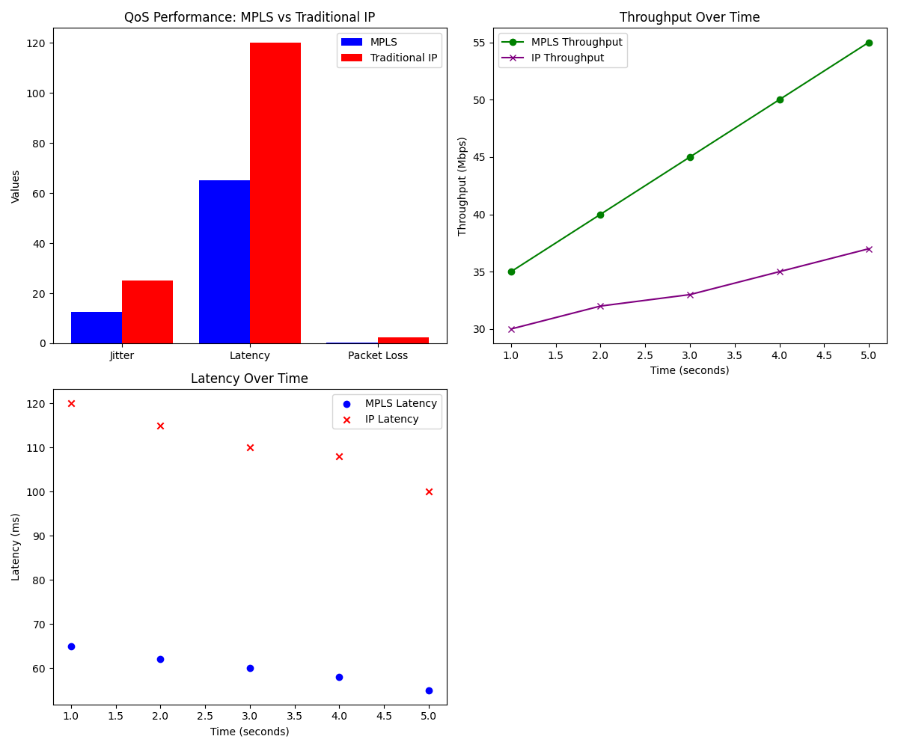 QoS Performance: MPLS vs Traditional IP
MPLS
Traditional IP
Values
120
100
80
60
40
20
0
Jitter
Latency
Packet Loss
Throughput Over Time
MPLS Throughput
IP Throughput
Throughput (Mbps)
55
50
45
40
35
30
1.0 1.5 2.0 2.5 3.0 3.5 4.0 4.5 5.0
Time (seconds)
Latency Over Time
MPLS Latency
IP Latency
Latency (ms)
120
110
100
90
80
70
60
1.0 1.5 2.0 2.5 3.0 3.5 4.0 4.5 5.0
Time (seconds)